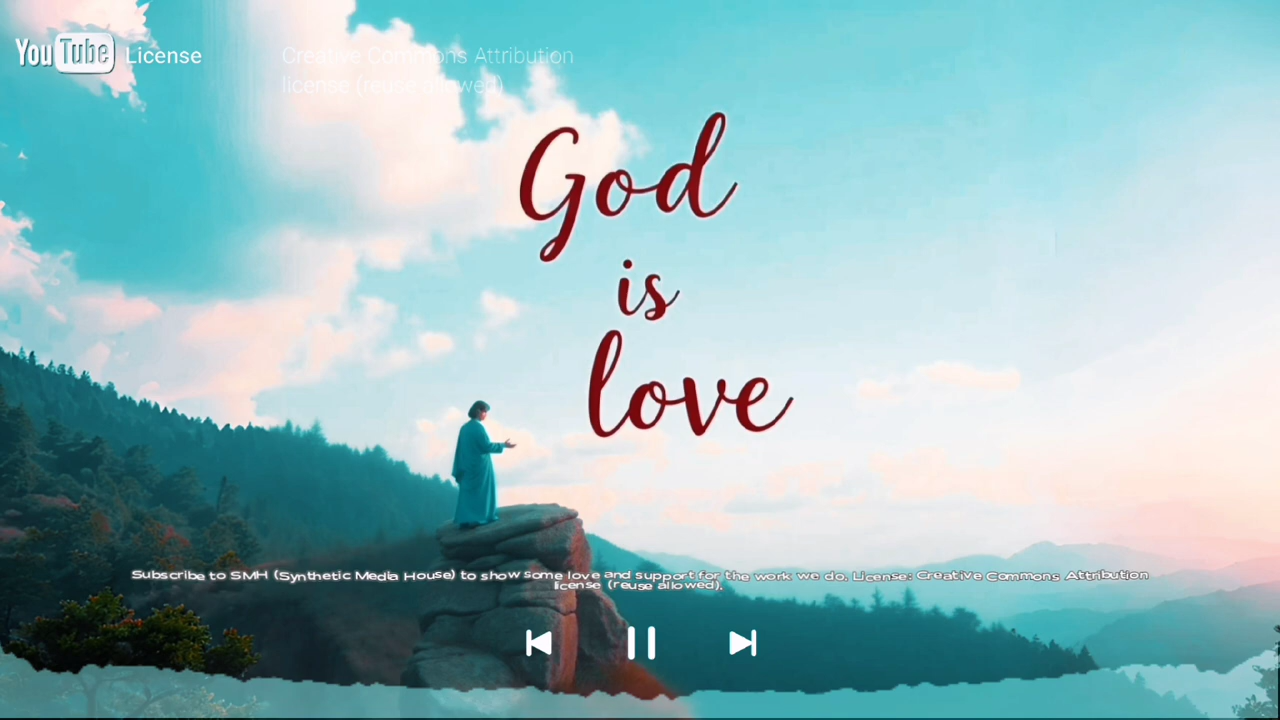 YouTube License
Creative Commons Attribution
license (reuse allowed)
God
is
love
Subscribe to SMH (Synthetic Media House) to show some love and support for the work we do. License: Creative Commons Attribution
license (reuse allowed).